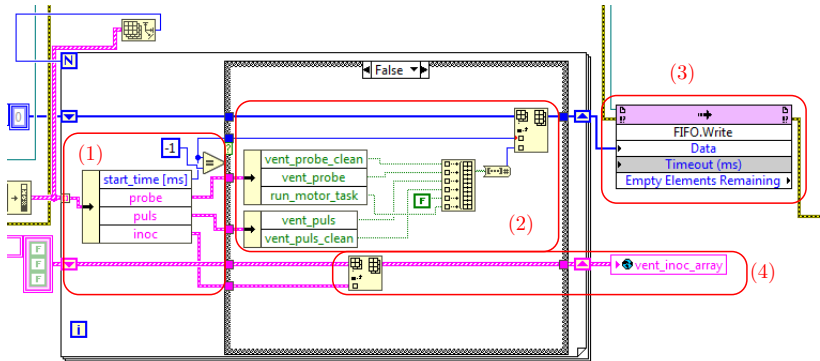 N
False
(3)
0
(1)
-1
=
start_time [ms]
probe
puls
inoc
?
vent_probe_clean
vent_probe
run_motor_task
F
vent_puls
vent_puls_clean
(2)
FIFO.Write
Data
Timeout (ms)
Empty Elements Remaining
F
F
F
vent_inoc_array
(4)
i